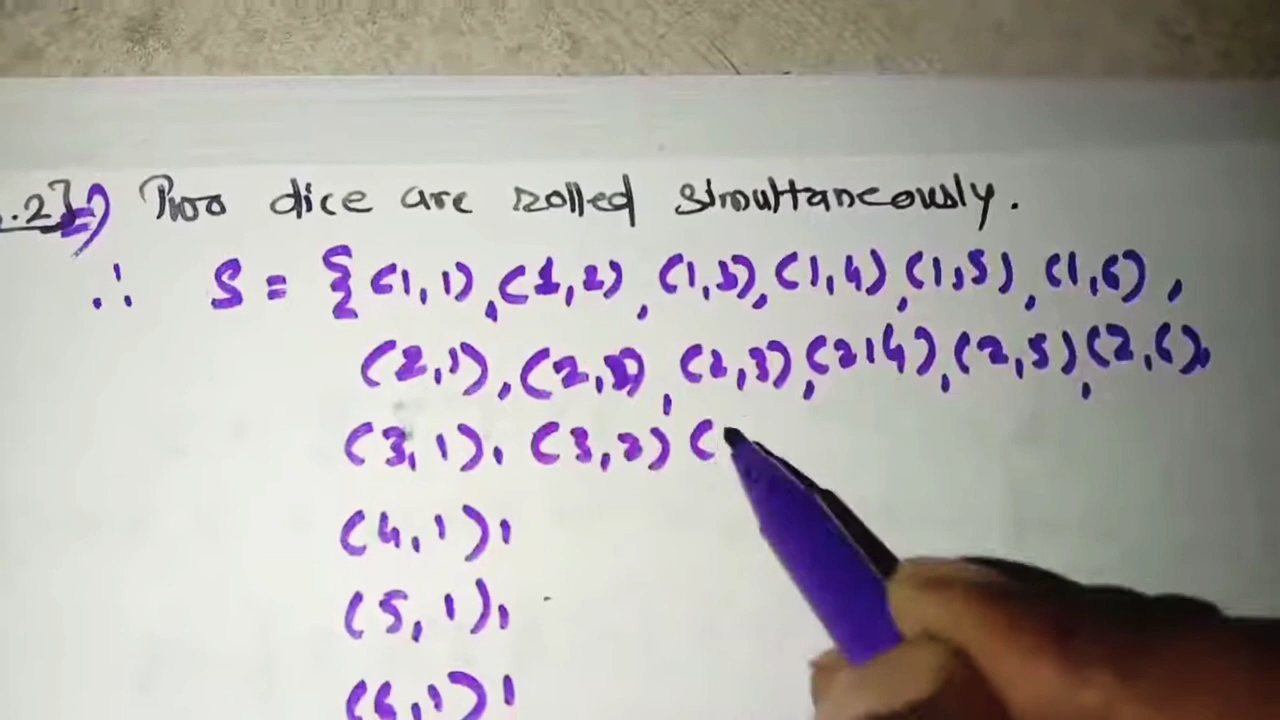 .2] => Two dice are rolled simultaneously.
∴ S = {(1,1), (1,2), (1,3), (1,4), (1,5), (1,6),
(2,1), (2,2), (2,3), (2,4), (2,5), (2,6),
(3,1), (3,2) (
(4,1),
(5,1),
(6,1),